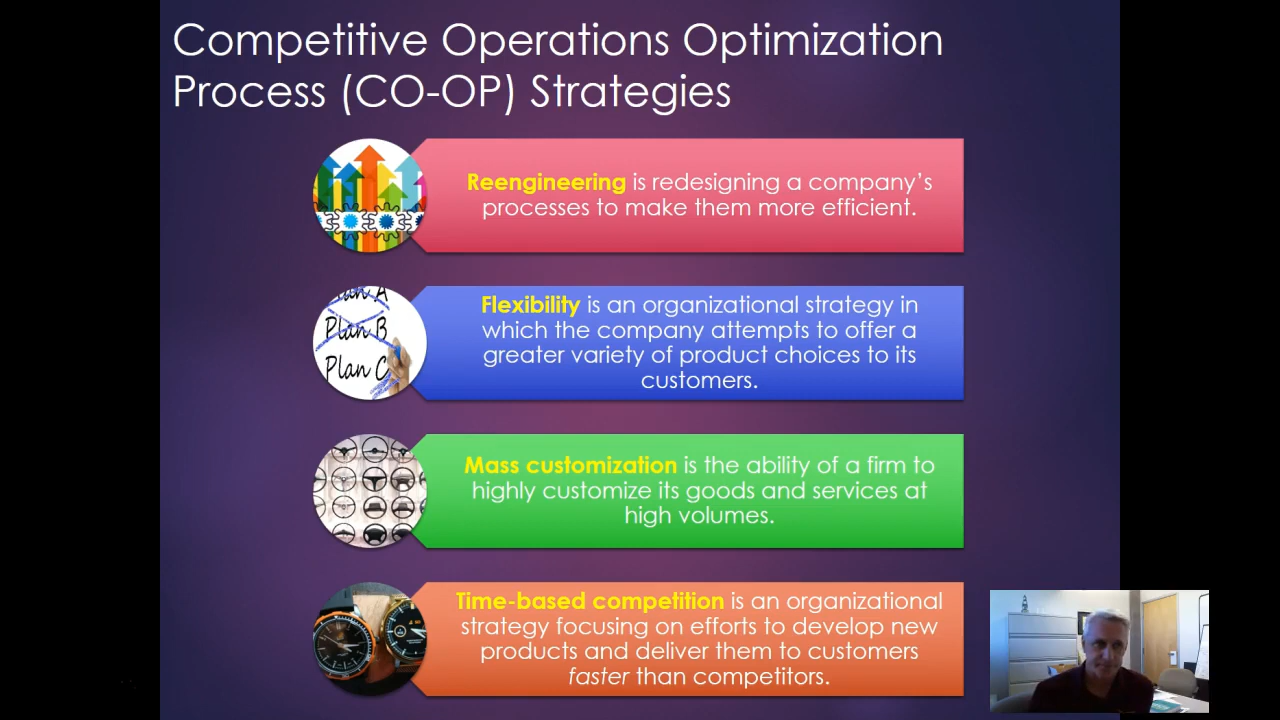 Competitive Operations Optimization
Process (CO-OP) Strategies
Reengineering is redesigning a company’s
processes to make them more efficient.
Plan A
Plan B
Plan C
Flexibility is an organizational strategy in
which the company attempts to offer a
greater variety of product choices to its
customers.
Mass customization is the ability of a firm to
highly customize its goods and services at
high volumes.
Time-based competition is an organizational
strategy focusing on efforts to develop new
products and deliver them to customers
faster than competitors.